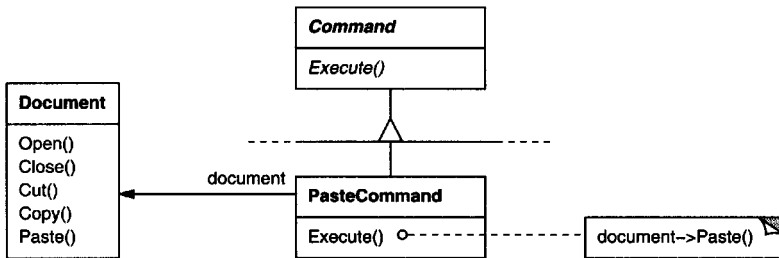 Command
Execute()
Document
Open()
Close()
Cut()
Copy()
Paste()
document
PasteCommand
Execute()
document->Paste()